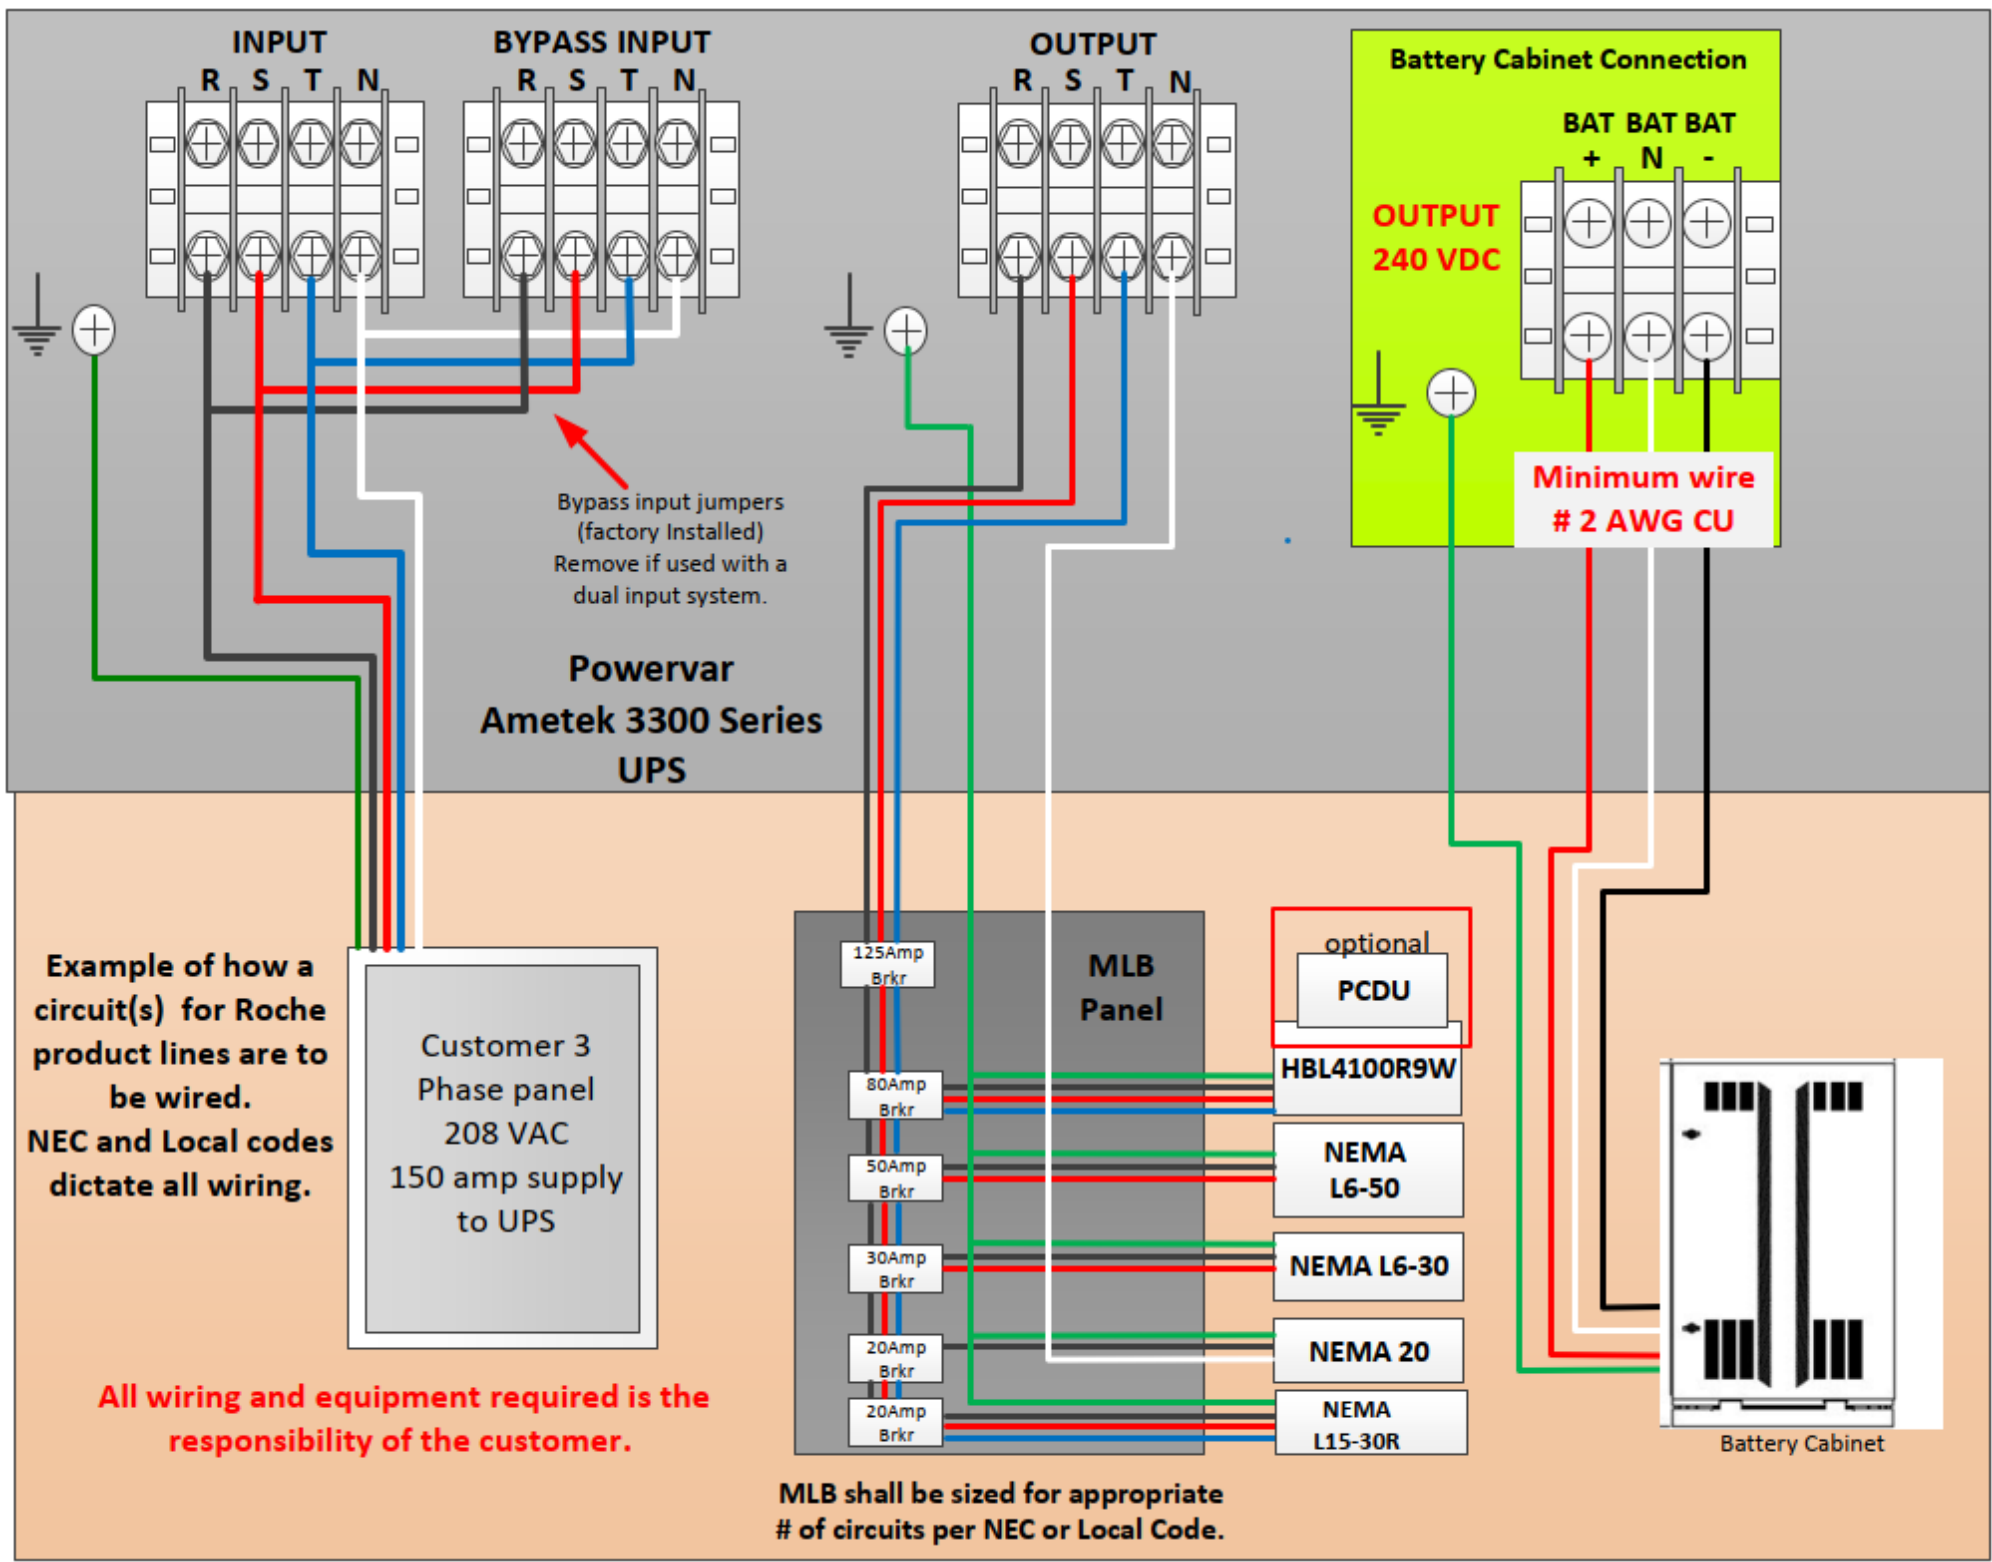 INPUT
R S T N
BYPASS INPUT
R S T N
OUTPUT
R S T N
Battery Cabinet Connection
BAT BAT BAT
+ N -
OUTPUT
240 VDC
Minimum wire
# 2 AWG CU
Bypass input jumpers
(factory Installed)
Remove if used with a
dual input system.
Powervar
Ametek 3300 Series
UPS
Example of how a
circuit(s) for Roche
product lines are to
be wired.
NEC and Local codes
dictate all wiring.
Customer 3
Phase panel
208 VAC
150 amp supply
to UPS
All wiring and equipment required is the
responsibility of the customer.
MLB
Panel
125Amp
Brkr
80Amp
Brkr
50Amp
Brkr
30Amp
Brkr
20Amp
Brkr
20Amp
Brkr
optional
PCDU
HBL4100R9W
NEMA
L6-50
NEMA L6-30
NEMA 20
NEMA
L15-30R
MLB shall be sized for appropriate
# of circuits per NEC or Local Code.
Battery Cabinet